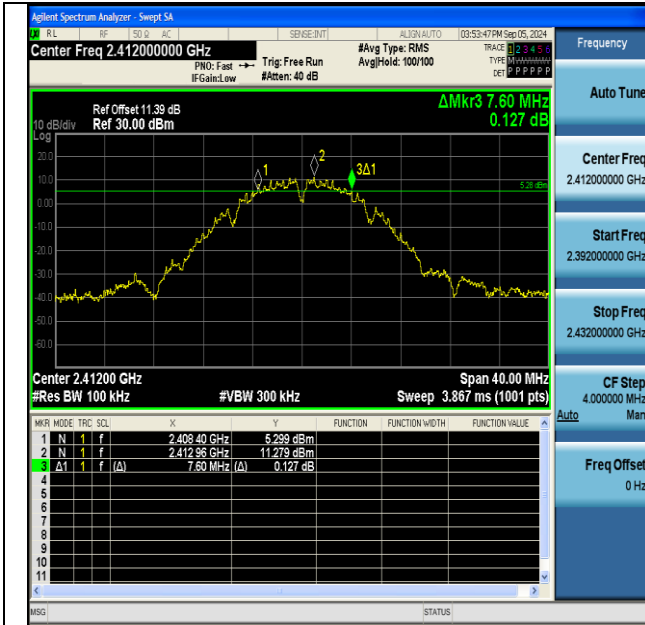 Agilent Spectrum Analyzer - Swept SA
RL RF 50 Ω AC SENSE:INT ALIGN AUTO 03:53:47 PM Sep 05, 2024
Center Freq 2.412000000 GHz
PNO: Fast
IFGain:Low
Trig: Free Run
#Atten: 40 dB
#Avg Type: RMS
Avg|Hold: 100/100
TRACE 1 2 3 4 5 6
TYPE M
DET P P P P P P
Ref Offset 11.39 dB
10 dB/div Ref 30.00 dBm
Log
ΔMkr3 7.60 MHz
0.127 dB
20.0
10.0
0.00
-10.0
-20.0
-30.0
-40.0
-50.0
-60.0
1
2
3Δ1
5.28 dBm
Center 2.41200 GHz Span 40.00 MHz
#Res BW 100 kHz #VBW 300 kHz Sweep 3.867 ms (1001 pts)
MKR MODE TRC SCL X Y FUNCTION FUNCTION WIDTH FUNCTION VALUE
1 N 1 f 2.408 40 GHz 5.299 dBm
2 N 1 f 2.412 96 GHz 11.279 dBm
3 Δ1 1 f (Δ) 7.60 MHz (Δ) 0.127 dB
4
5
6
7
8
9
10
11
MSG STATUS
Frequency
Auto Tune
Center Freq
2.412000000 GHz
Start Freq
2.392000000 GHz
Stop Freq
2.432000000 GHz
CF Step
4.000000 MHz
Auto Man
Freq Offset
0 Hz